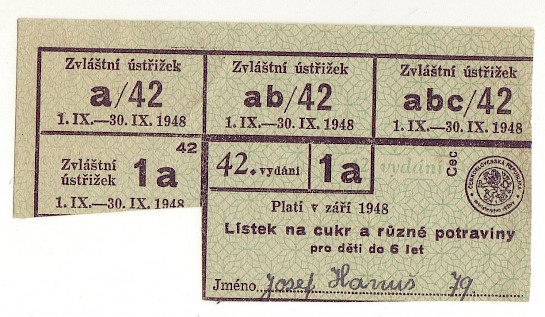 Zvláštní ústřižek
a/42
1. IX.—30. IX. 1948
Zvláštní ústřižek
ab/42
1. IX.—30. IX. 1948
Zvláštní ústřižek
abc/42
1. IX.—30. IX. 1948
42
Zvláštní
ústřižek
1a
1. IX.—30. IX. 1948
42. vydání
1a
vydání
Cec
Platí v září 1948
Lístek na cukr a různé potraviny
pro děti do 6 let
Jméno Josef Hanuš 79